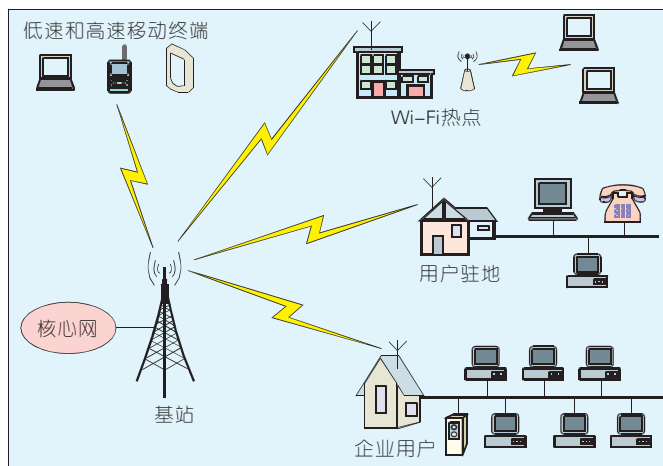 低速和高速移动终端
Wi-Fi热点
用户驻地
核心网
基站
企业用户